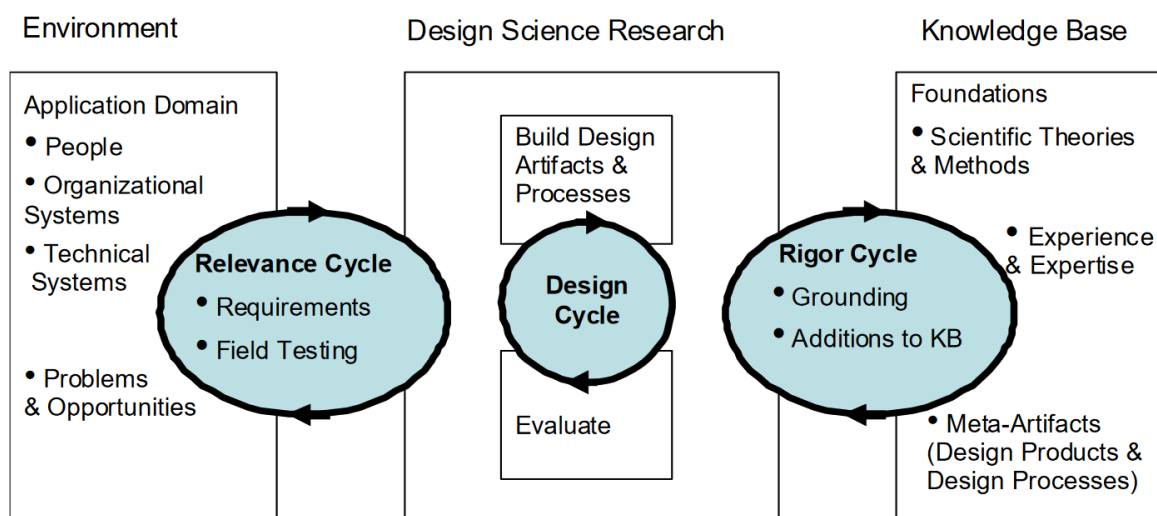 Environment
Design Science Research
Knowledge Base
Application Domain
• People
• Organizational
Systems
• Technical
Systems
• Problems
& Opportunities
Relevance Cycle
• Requirements
• Field Testing
Build Design
Artifacts &
Processes
Design
Cycle
Evaluate
Rigor Cycle
• Grounding
• Additions to KB
Foundations
• Scientific Theories
& Methods
• Experience
& Expertise
• Meta-Artifacts
(Design Products &
Design Processes)